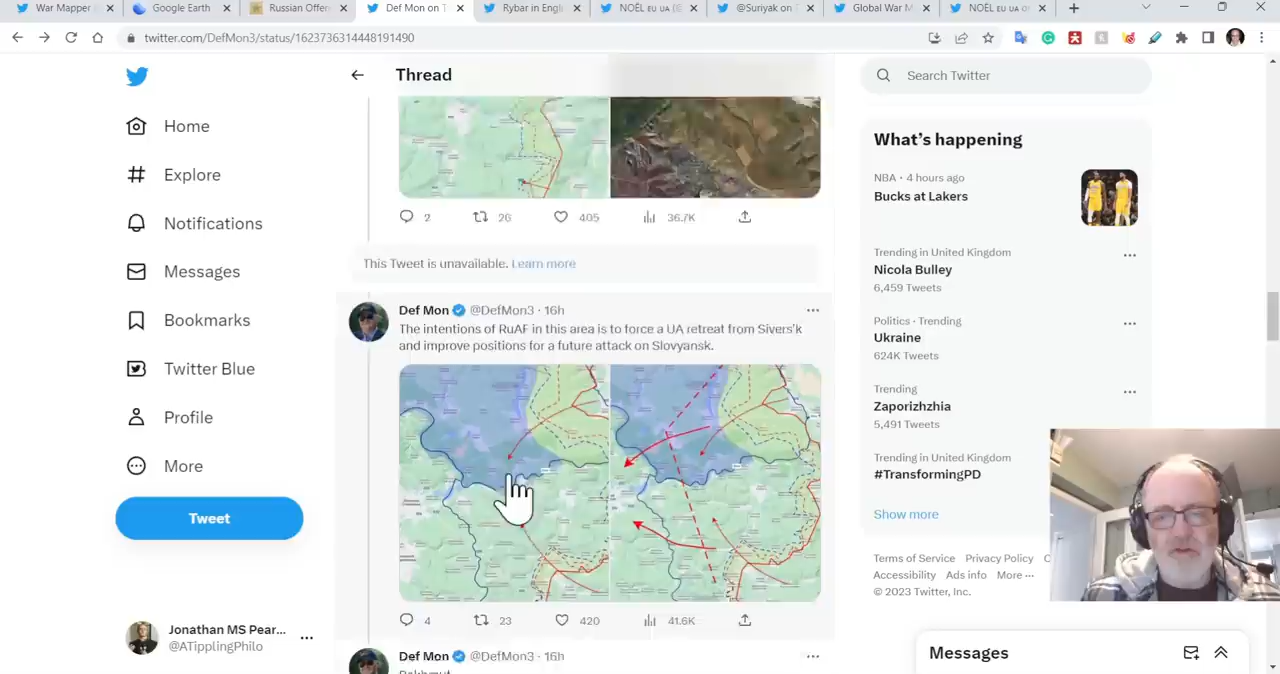 War Mapper
Google Earth
Russian Offen
Def Mon on T
Rybar in Engli
NOËL EU UA (
@Suriyak on
Global War M
NOËL EU UA o
twitter.com/DefMon3/status/1623736314448191490
Home
Explore
Notifications
Messages
Bookmarks
Twitter Blue
Profile
More
Tweet
Jonathan MS Pear...
@ATipplingPhilo
Thread
2
26
405
36.7K
This Tweet is unavailable. Learn more
Def Mon @DefMon3 · 16h
The intentions of RuAF in this area is to force a UA retreat from Sivers'k
and improve positions for a future attack on Slovyansk.
4
23
420
41.6K
Def Mon @DefMon3 · 16h
Search Twitter
What's happening
NBA · 4 hours ago
Bucks at Lakers
Trending in United Kingdom
Nicola Bulley
6,459 Tweets
Politics · Trending
Ukraine
624K Tweets
Trending
Zaporizhzhia
5,491 Tweets
Trending in United Kingdom
#TransformingPD
Show more
Terms of Service Privacy Policy C
Accessibility Ads info More ...
© 2023 Twitter, Inc.
Messages